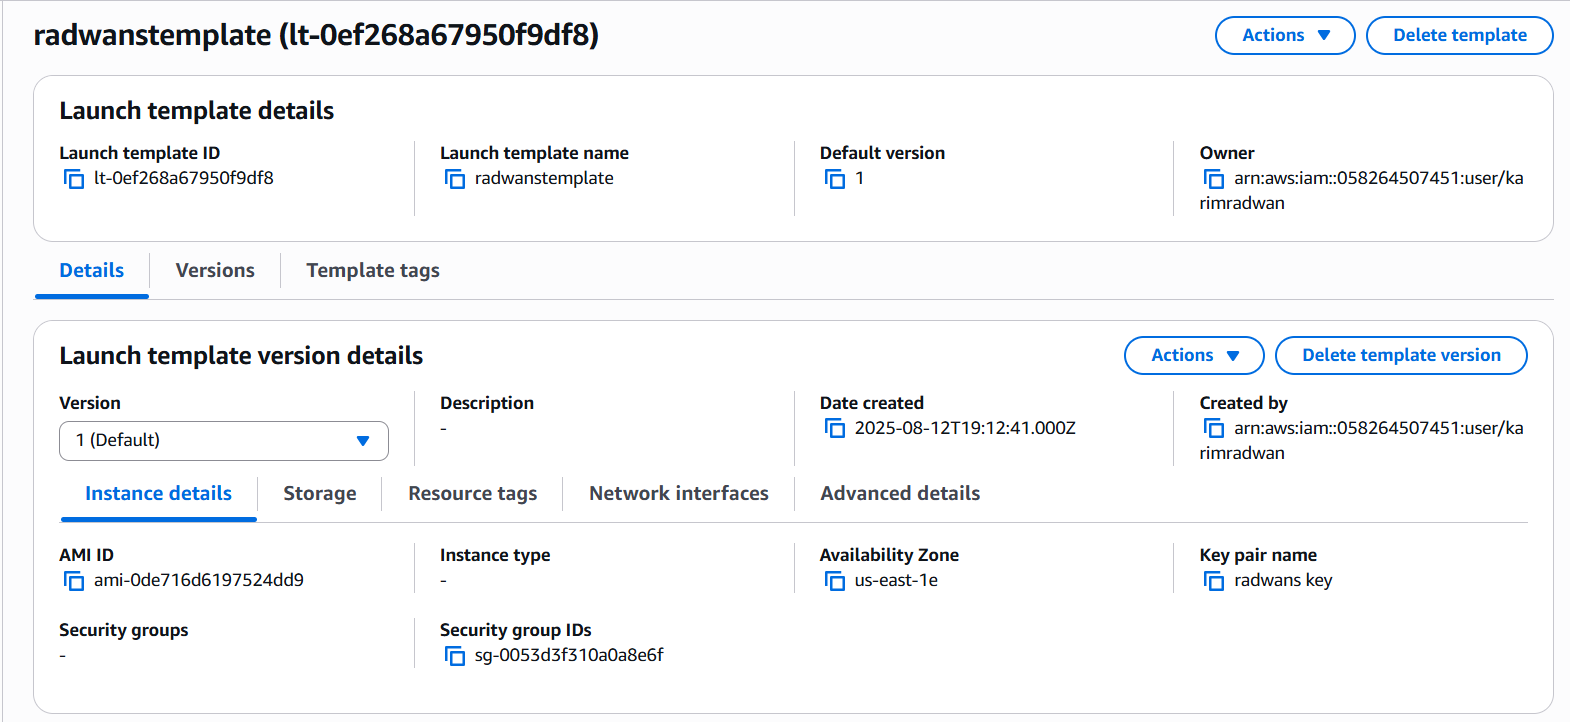 radwanstemplate (lt-0ef268a67950f9df8)
Actions
Delete template
Launch template details
Launch template ID
lt-0ef268a67950f9df8
Launch template name
radwanstemplate
Default version
1
Owner
arn:aws:iam::058264507451:user/ka
rimradwan
Details
Versions
Template tags
Launch template version details
Actions
Delete template version
Version
1 (Default)
Description
-
Date created
2025-08-12T19:12:41.000Z
Created by
arn:aws:iam::058264507451:user/ka
rimradwan
Instance details
Storage
Resource tags
Network interfaces
Advanced details
AMI ID
ami-0de716d6197524dd9
Instance type
-
Availability Zone
us-east-1e
Key pair name
radwans key
Security groups
-
Security group IDs
sg-0053d3f310a0a8e6f